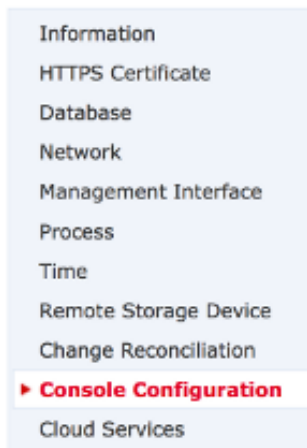 Information
HTTPS Certificate
Database
Network
Management Interface
Process
Time
Remote Storage Device
Change Reconciliation
Console Configuration
Cloud Services